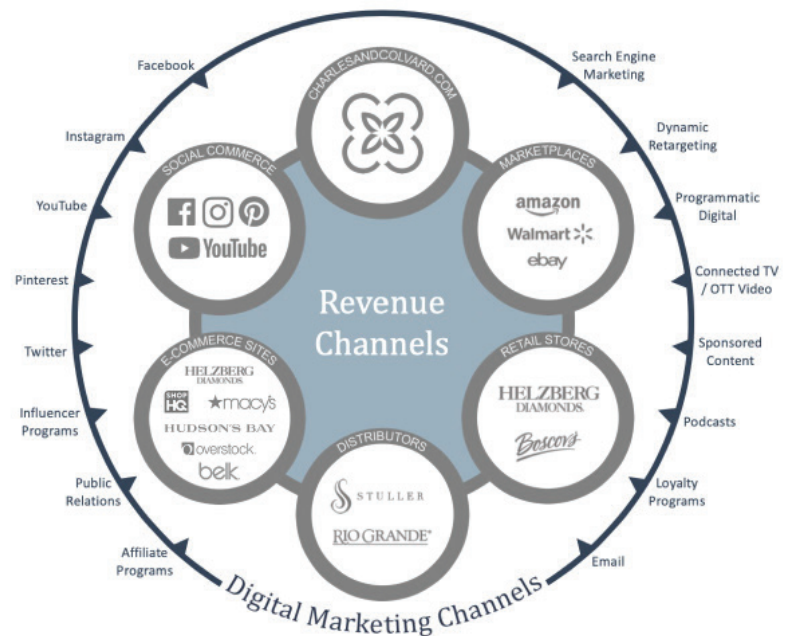 Facebook
Instagram
YouTube
Pinterest
Twitter
Influencer
Programs
Public
Relations
Affiliate
Programs
Search Engine
Marketing
Dynamic
Retargeting
Programmatic
Digital
Connected TV
/ OTT Video
Sponsored
Content
Podcasts
Loyalty
Programs
Email
CHARLESANDCOLVARD.COM
SOCIAL COMMERCE
YouTube
MARKETPLACES
amazon
Walmart
ebay
Revenue
Channels
E-COMMERCE SITES
HELZBERG
DIAMONDS.
SHOP
HQ
macy's
HUDSON'S BAY
overstock.
belk
RETAIL STORES
HELZBERG
DIAMONDS.
Boscov's
DISTRIBUTORS
STULLER
RIO GRANDE®
Digital Marketing Channels